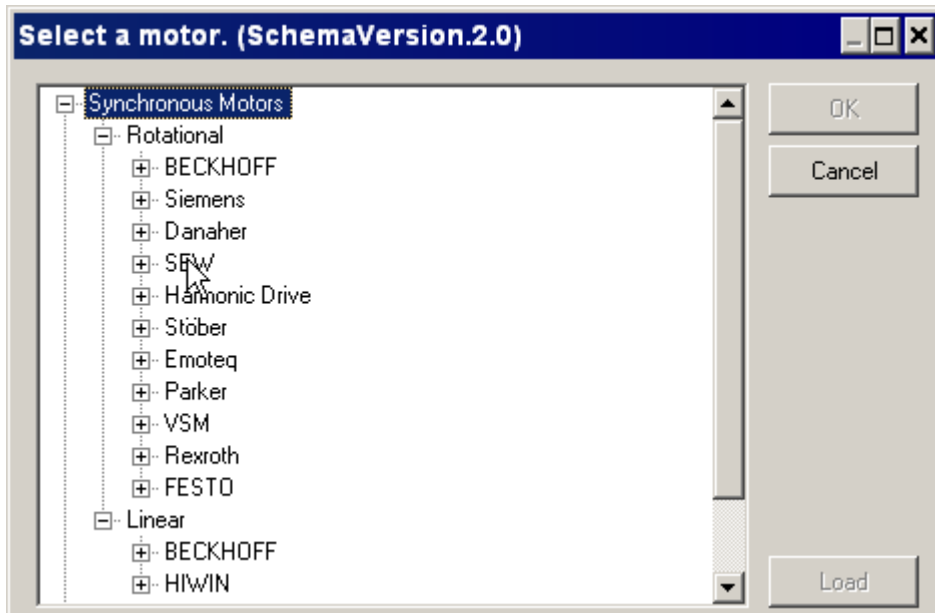 Select a motor. (SchemaVersion.2.0)
Synchronous Motors
OK
Rotational
BECKHOFF
Cancel
Siemens
Danaher
SEW
Harmonic Drive
Stöber
Emoteq
Parker
VSM
Rexroth
FESTO
Linear
BECKHOFF
HIWIN
Load